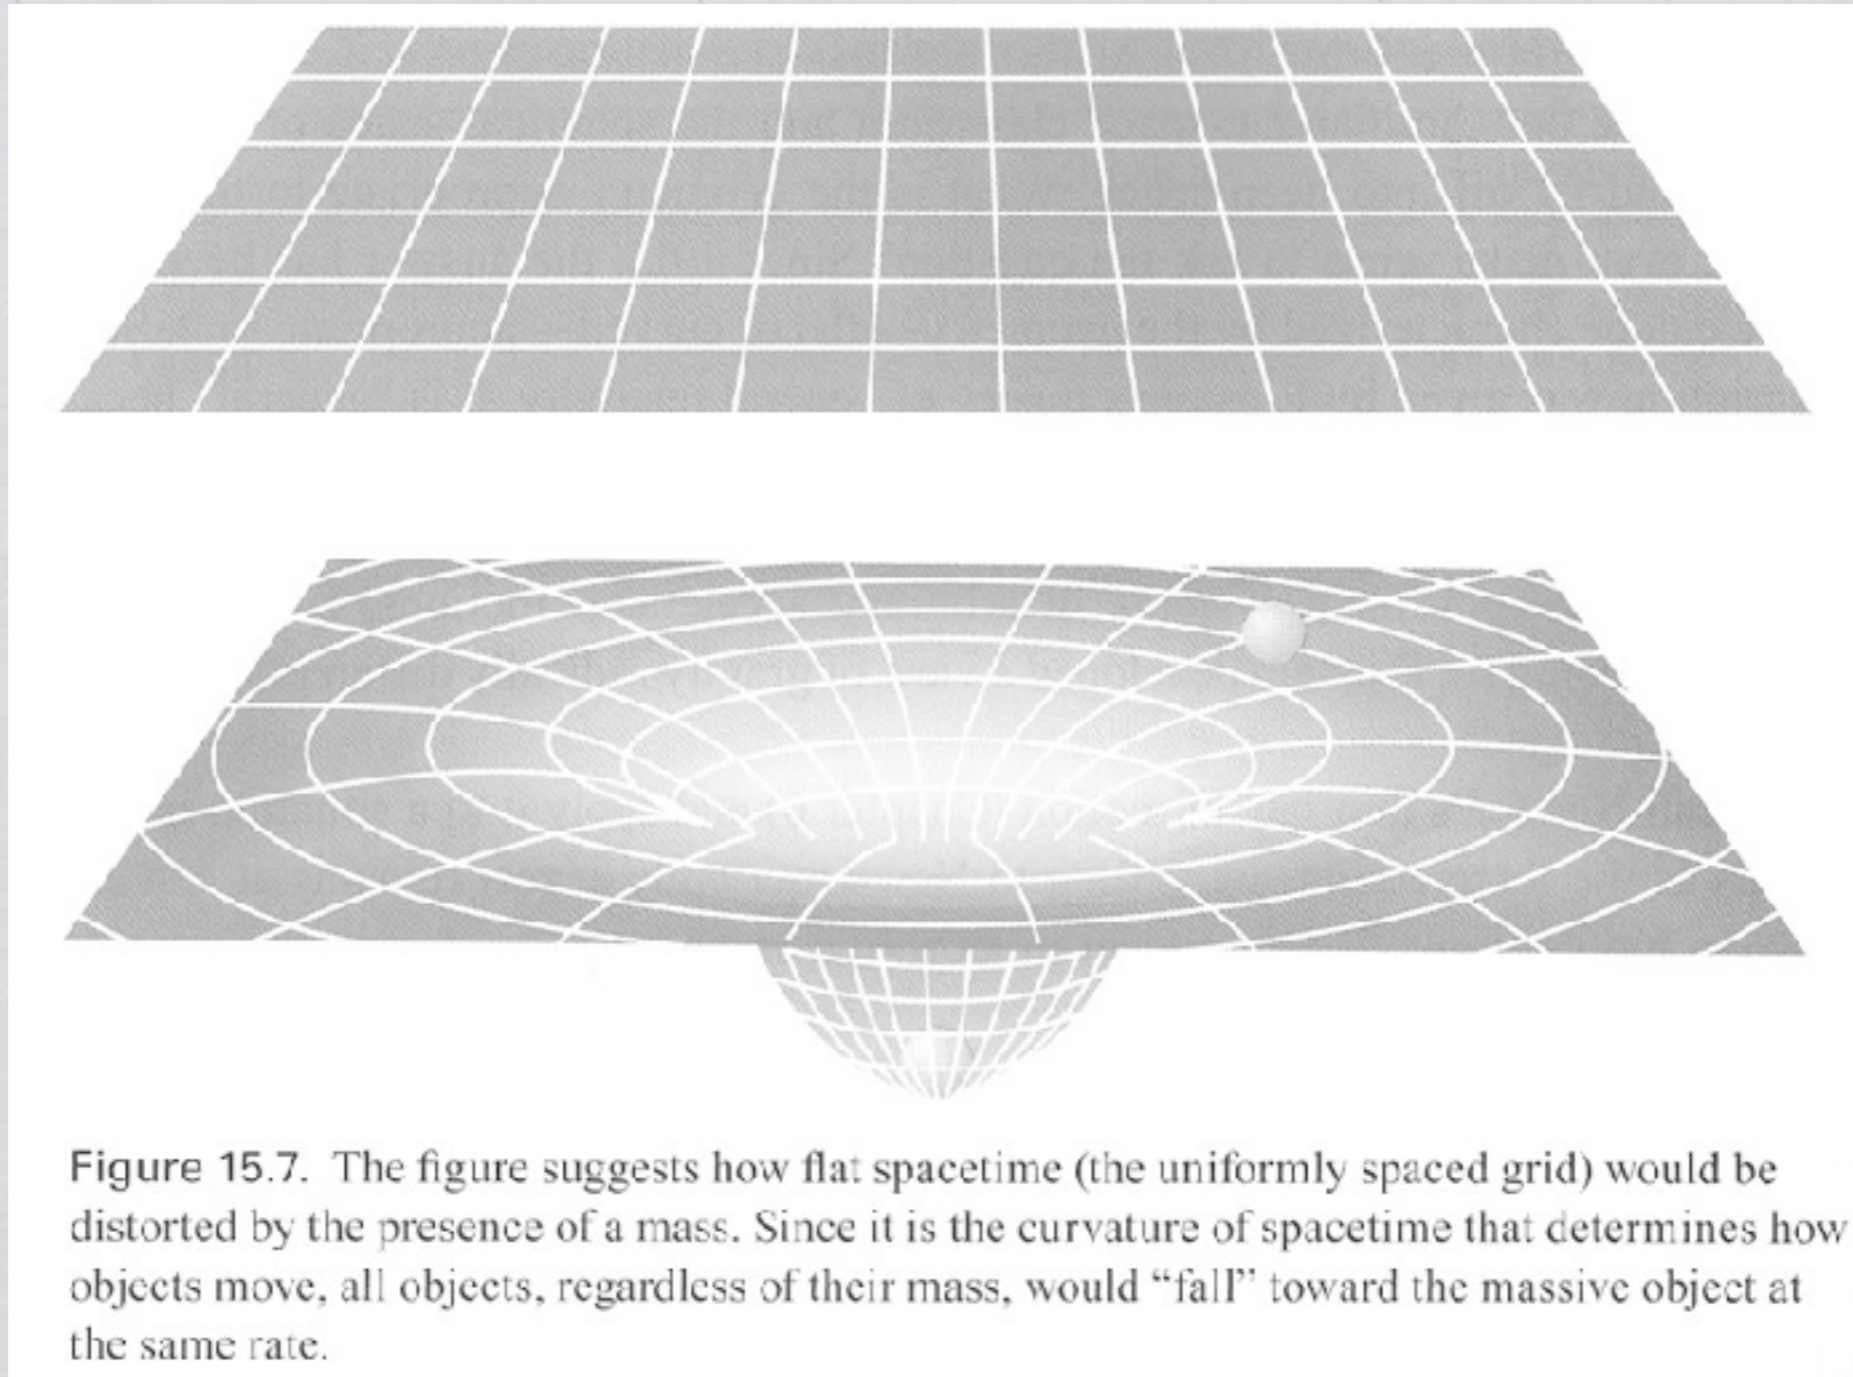 Figure 15.7. The figure suggests how flat spacetime (the uniformly spaced grid) would be
distorted by the presence of a mass. Since it is the curvature of spacetime that determines how
objects move, all objects, regardless of their mass, would “fall” toward the massive object at
the same rate.